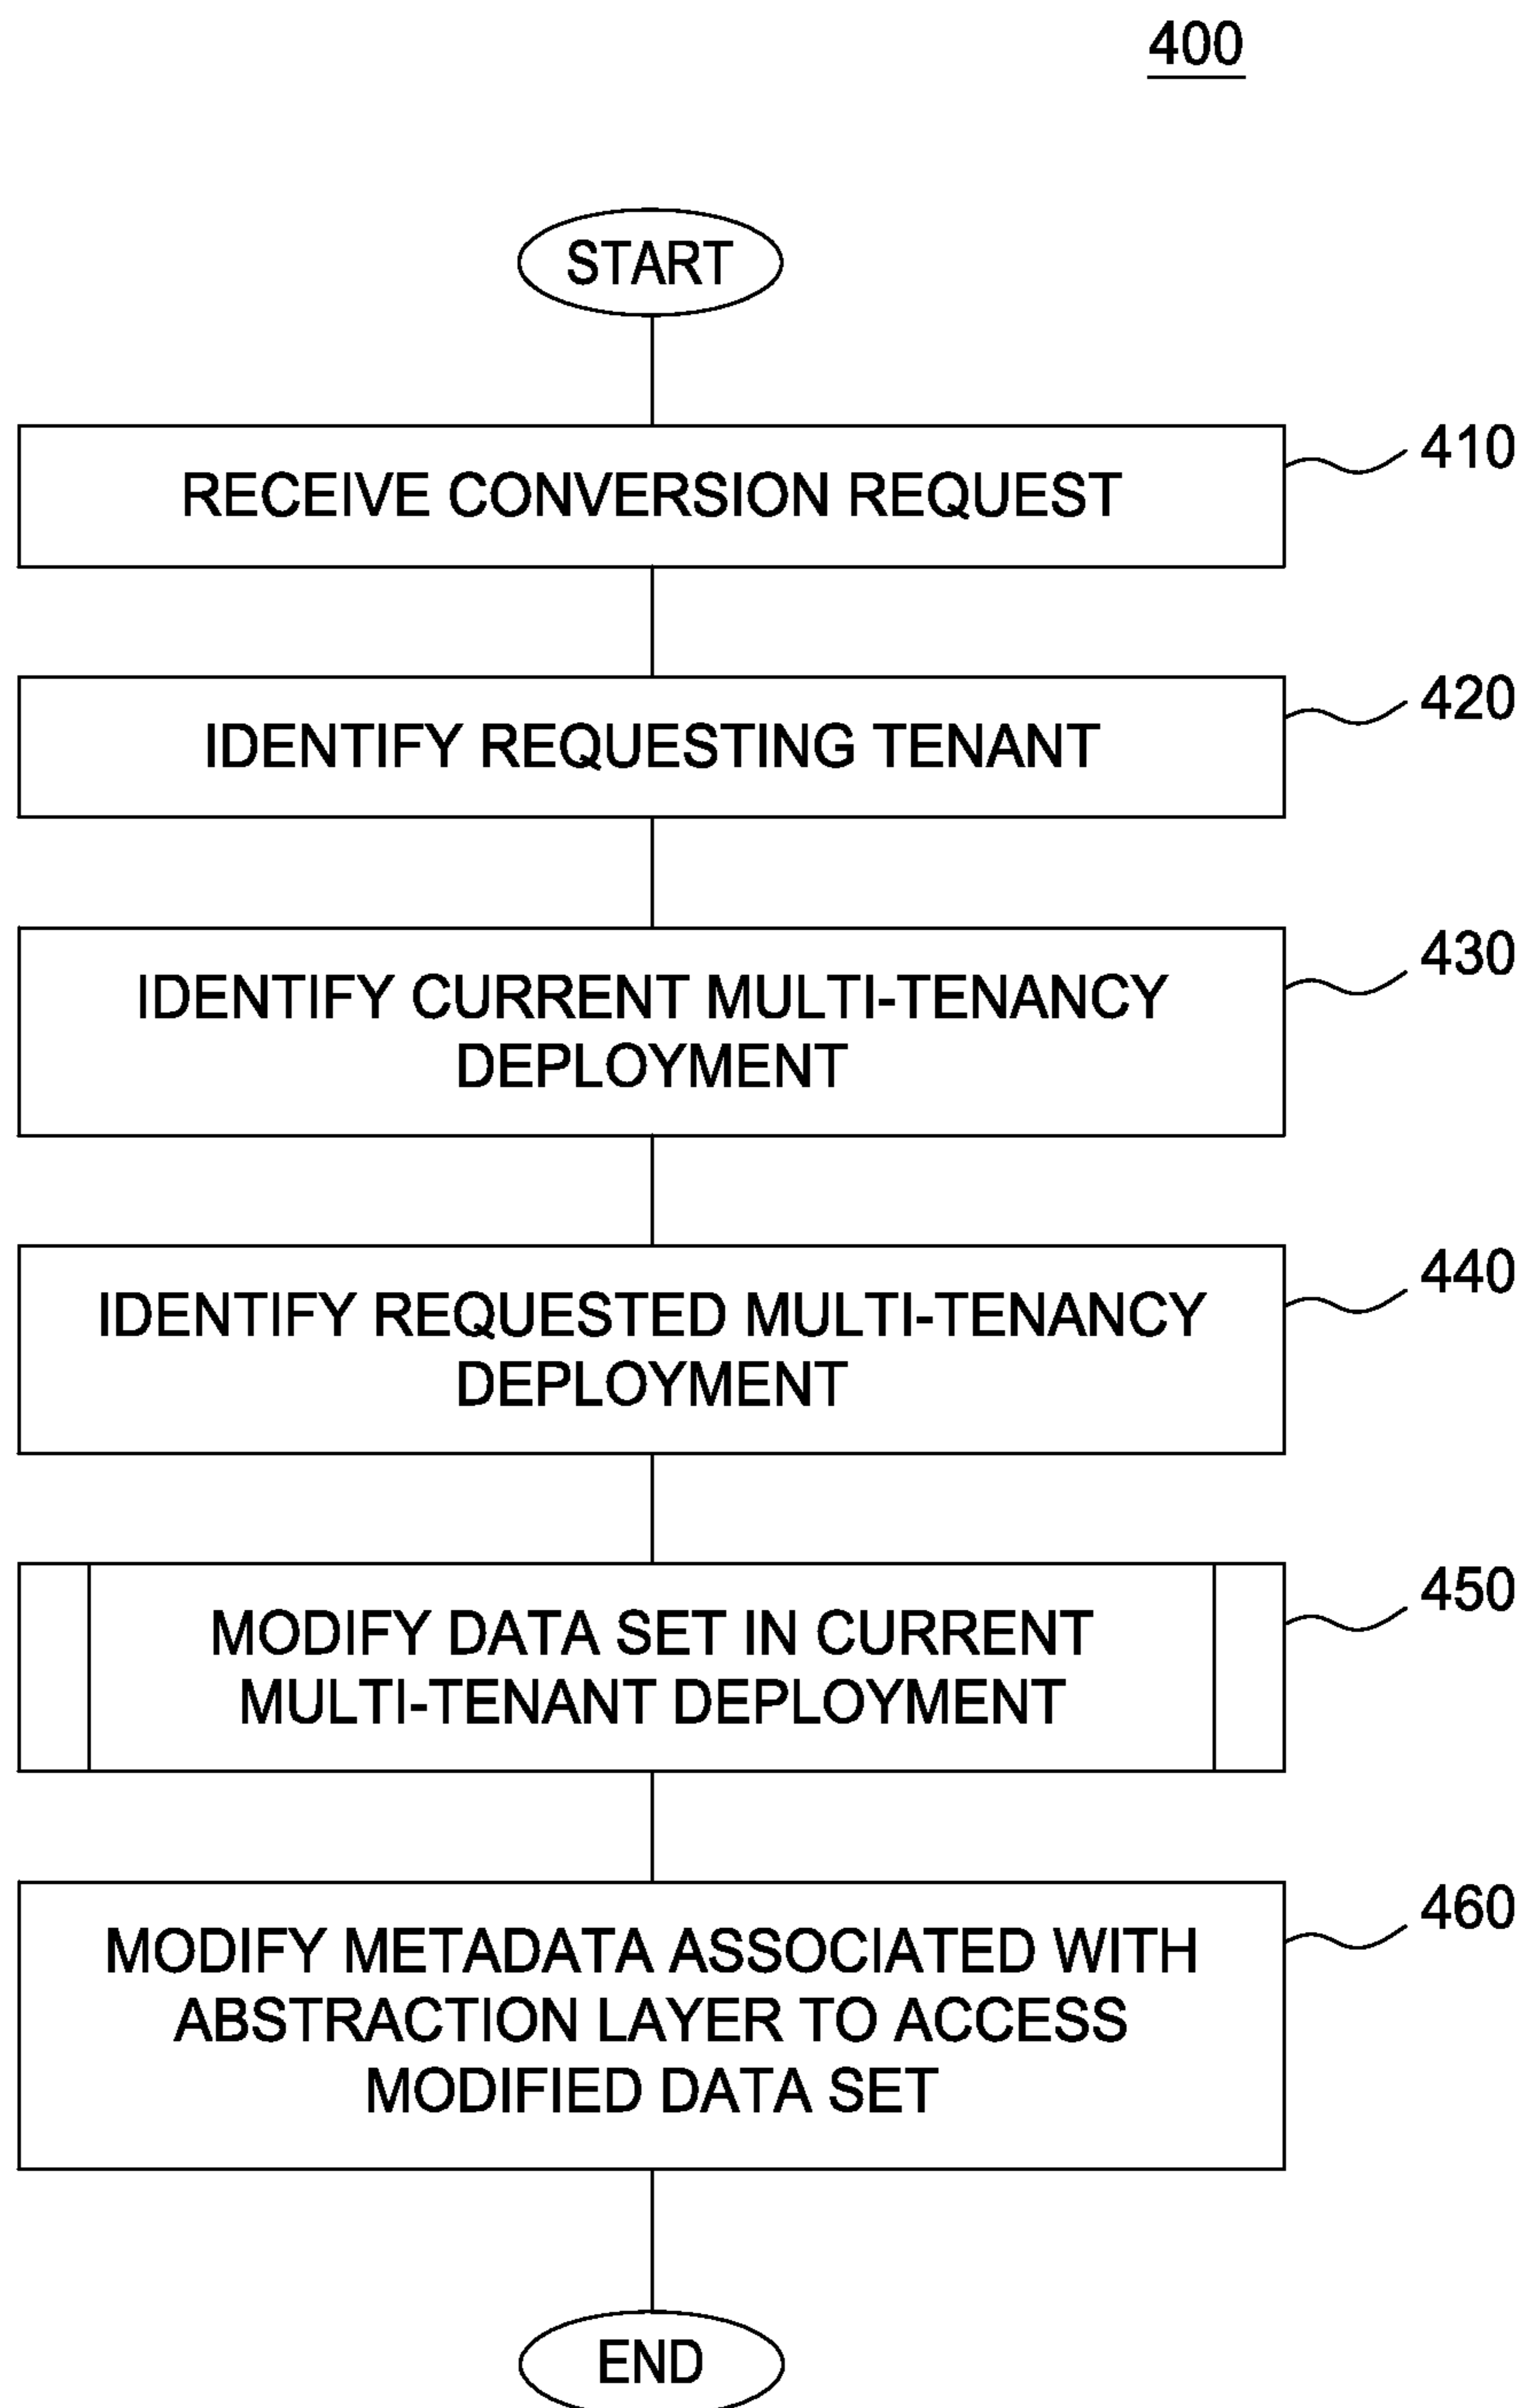 400
START
RECEIVE CONVERSION REQUEST
410
IDENTIFY REQUESTING TENANT
420
IDENTIFY CURRENT MULTI-TENANCY
DEPLOYMENT
430
IDENTIFY REQUESTED MULTI-TENANCY
DEPLOYMENT
440
MODIFY DATA SET IN CURRENT
MULTI-TENANT DEPLOYMENT
450
MODIFY METADATA ASSOCIATED WITH
ABSTRACTION LAYER TO ACCESS
MODIFIED DATA SET
460
END